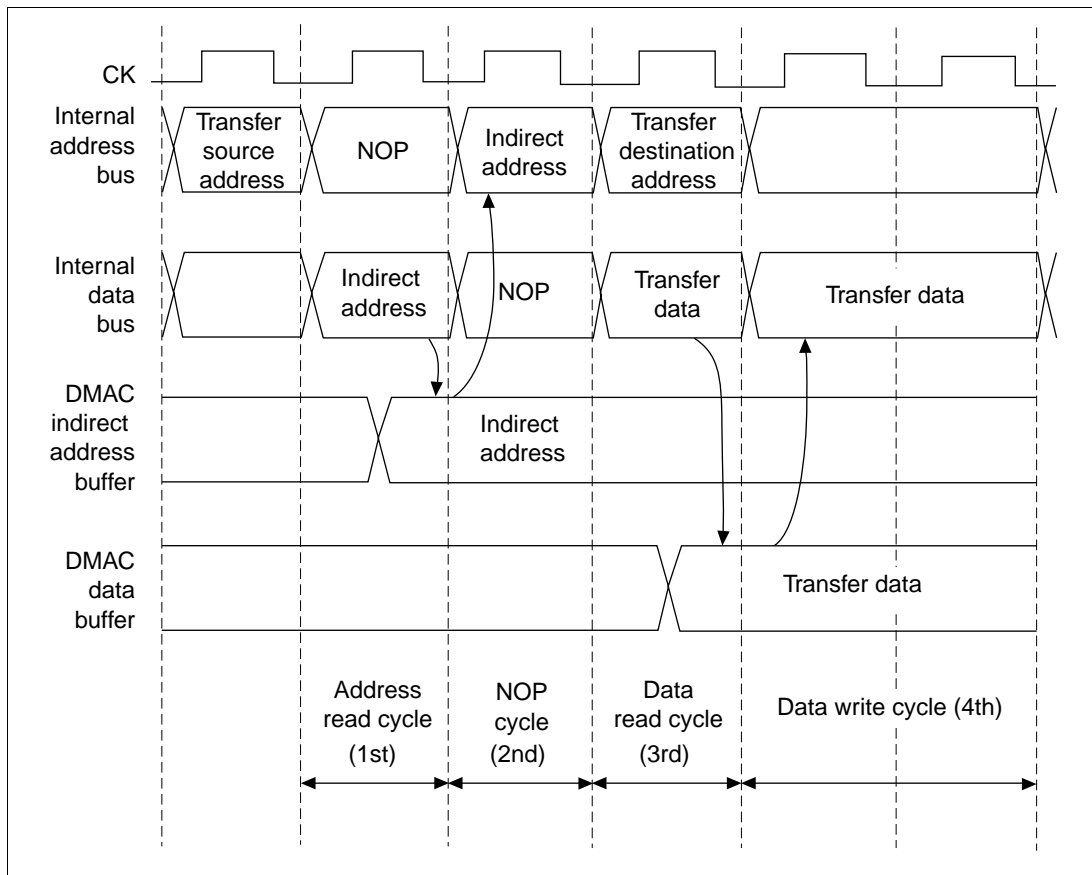 CK
Internal
address
bus
Transfer
source
address
NOP
Indirect
address
Transfer
destination
address
Internal
data
bus
Indirect
address
NOP
Transfer
data
Transfer data
DMAC
indirect
address
buffer
Indirect
address
DMAC
data
buffer
Transfer data
Address
read cycle
(1st)
NOP
cycle
(2nd)
Data
read cycle
(3rd)
Data write cycle (4th)